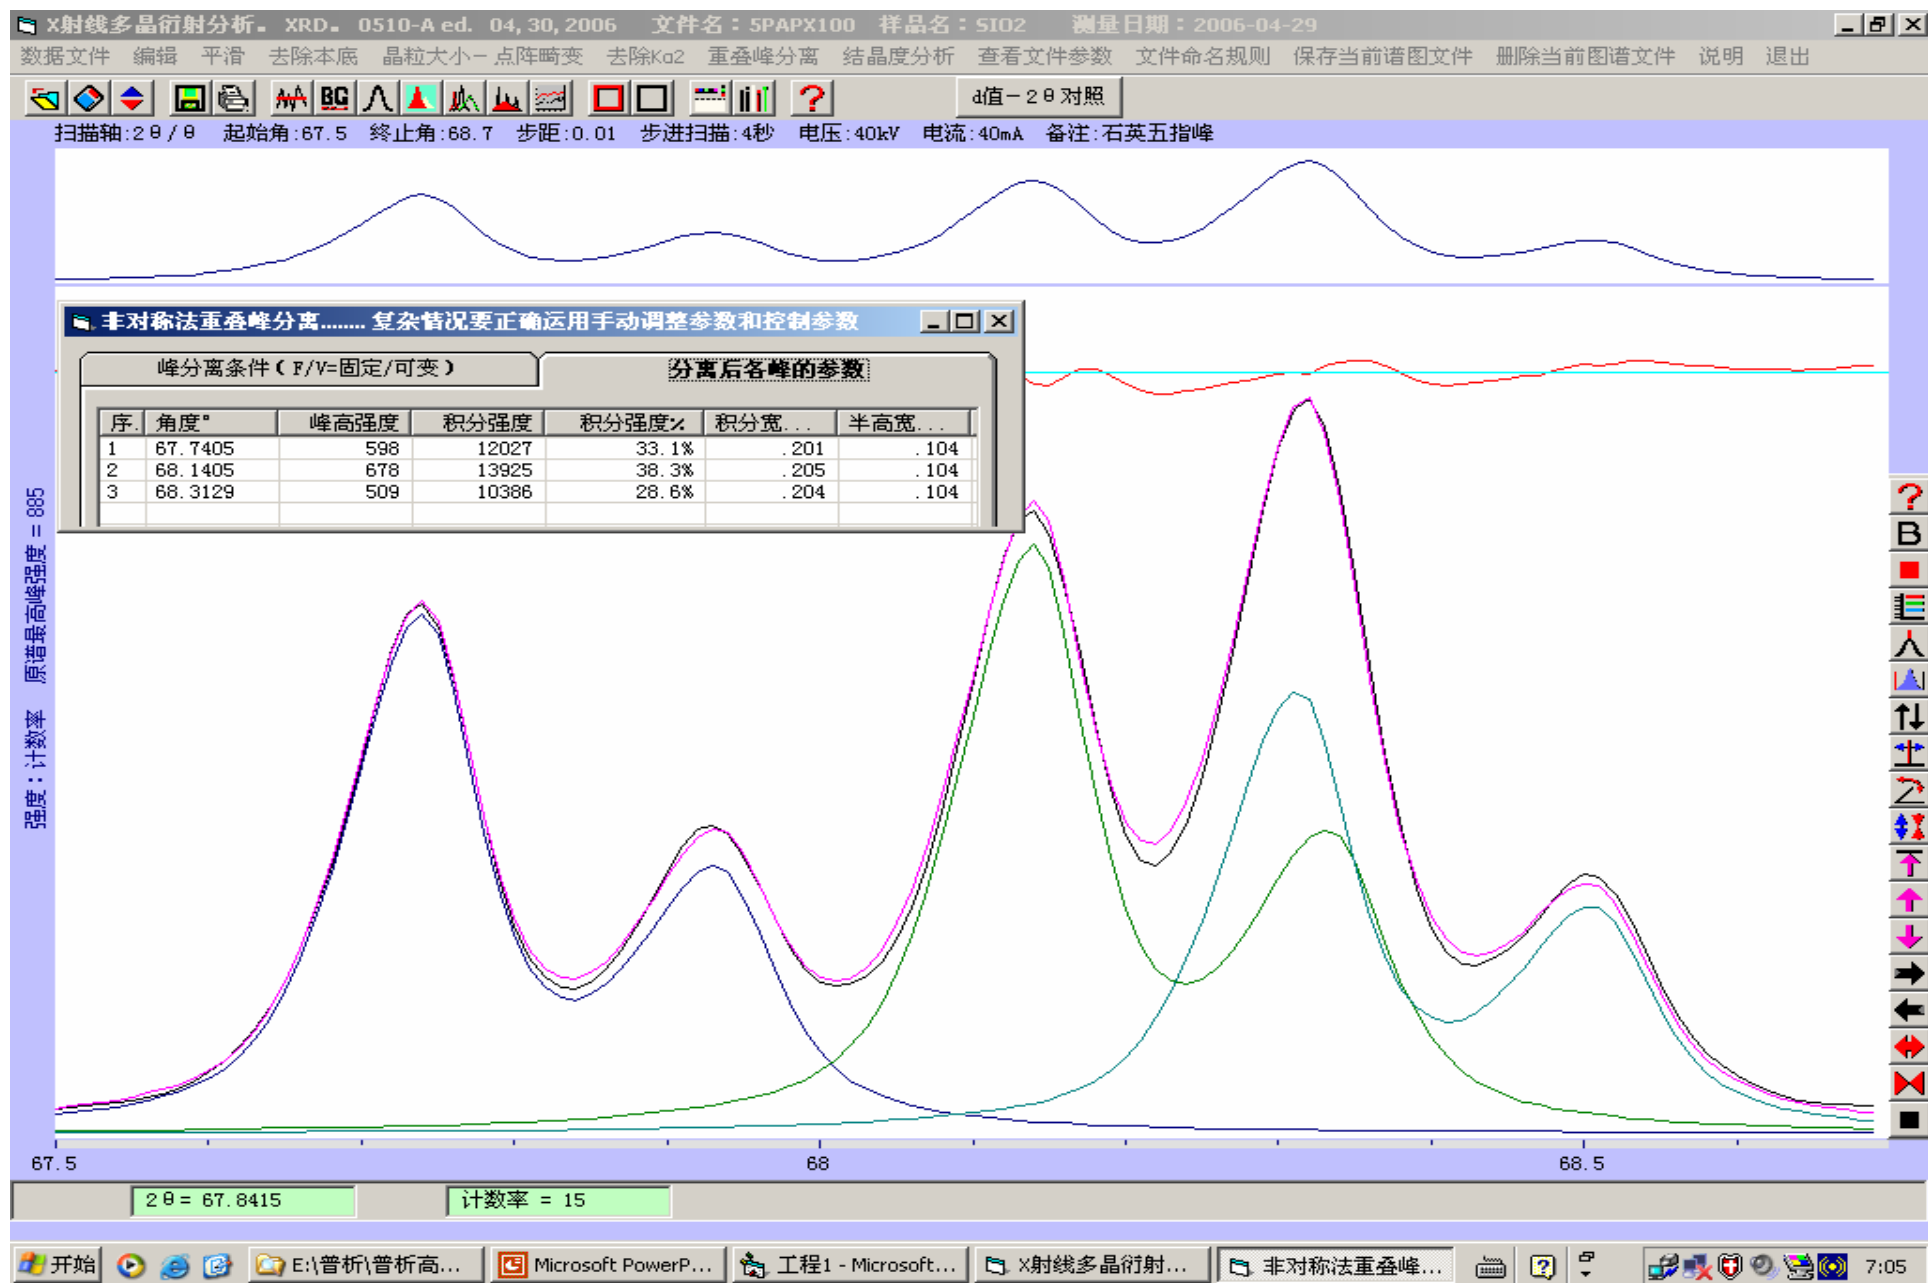 X射线多晶衍射分析。 XRD。 0510-A ed. 04,30,2006 文件名：5PAPX100 样品名：SIO2 测量日期：2006-04-29
数据文件 编辑 平滑 去除本底 晶粒大小－点阵畸变 去除Kα2 重叠峰分离 结晶度分析 查看文件参数 文件命名规则 保存当前谱图文件 删除当前图谱文件 说明 退出
BG
d值－2θ对照
扫描轴:2θ/θ 起始角:67.5 终止角:68.7 步距:0.01 步进扫描:4秒 电压:40kV 电流:40mA 备注:石英五指峰
非对称法重叠峰分离........ 复杂情况要正确运用手动调整参数和控制参数
峰分离条件(F/V=固定/可变) 分离后各峰的参数
序. 角度° 峰高强度 积分强度 积分强度% 积分宽... 半高宽...
1 67.7405 598 12027 33.1% .201 .104
2 68.1405 678 13925 38.3% .205 .104
3 68.3129 509 10386 28.6% .204 .104
强度：计数率 原谱最高峰强度 = 885
B
67.5 68 68.5
2θ= 67.8415 计数率 = 15
开始 E:\普析\普析高... Microsoft PowerP... 工程1 - Microsoft... X射线多晶衍射... 非对称法重叠峰... 7:05